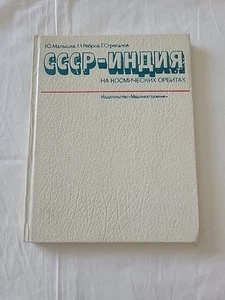 Ю.Малышев, М.Ребров, Г.Стрекалов
СССР-ИНДИЯ
НА КОСМИЧЕСКИХ ОРБИТАХ
Издательство «Машиностроение»